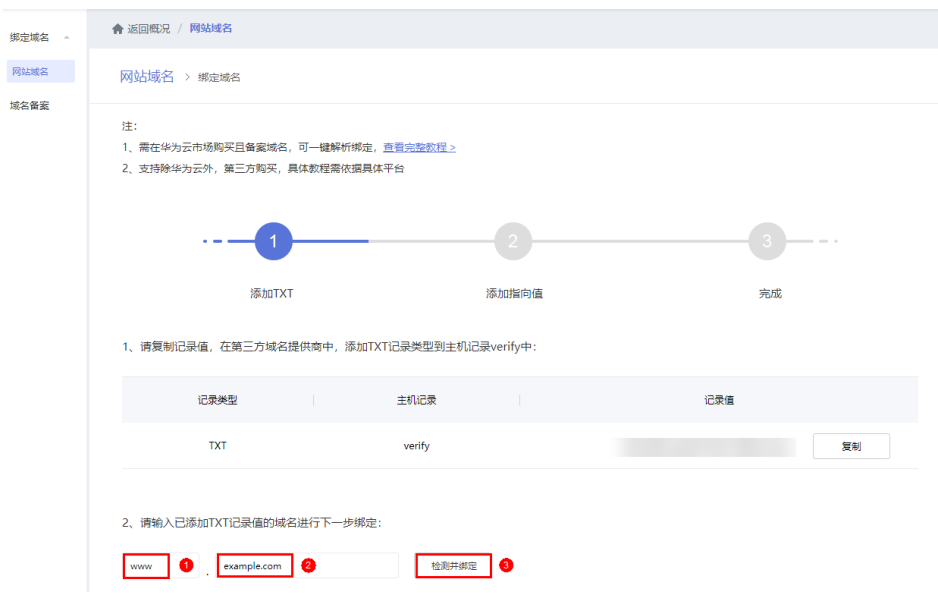 绑定域名
网站域名
域名备案
返回概况 / 网站域名
网站域名 > 绑定域名
注：
1、需在华为云市场购买且备案域名，可一键解析绑定，查看完整教程 >
2、支持除华为云外，第三方购买，具体教程需依据具体平台
1 2 3
添加TXT 添加指向值 完成
1、请复制记录值，在第三方域名提供商中，添加TXT记录类型到主机记录verify中：
记录类型 主机记录 记录值
TXT verify 复制
2、请输入已添加TXT记录值的域名进行下一步绑定：
www 1 . example.com 2 检测并绑定 3